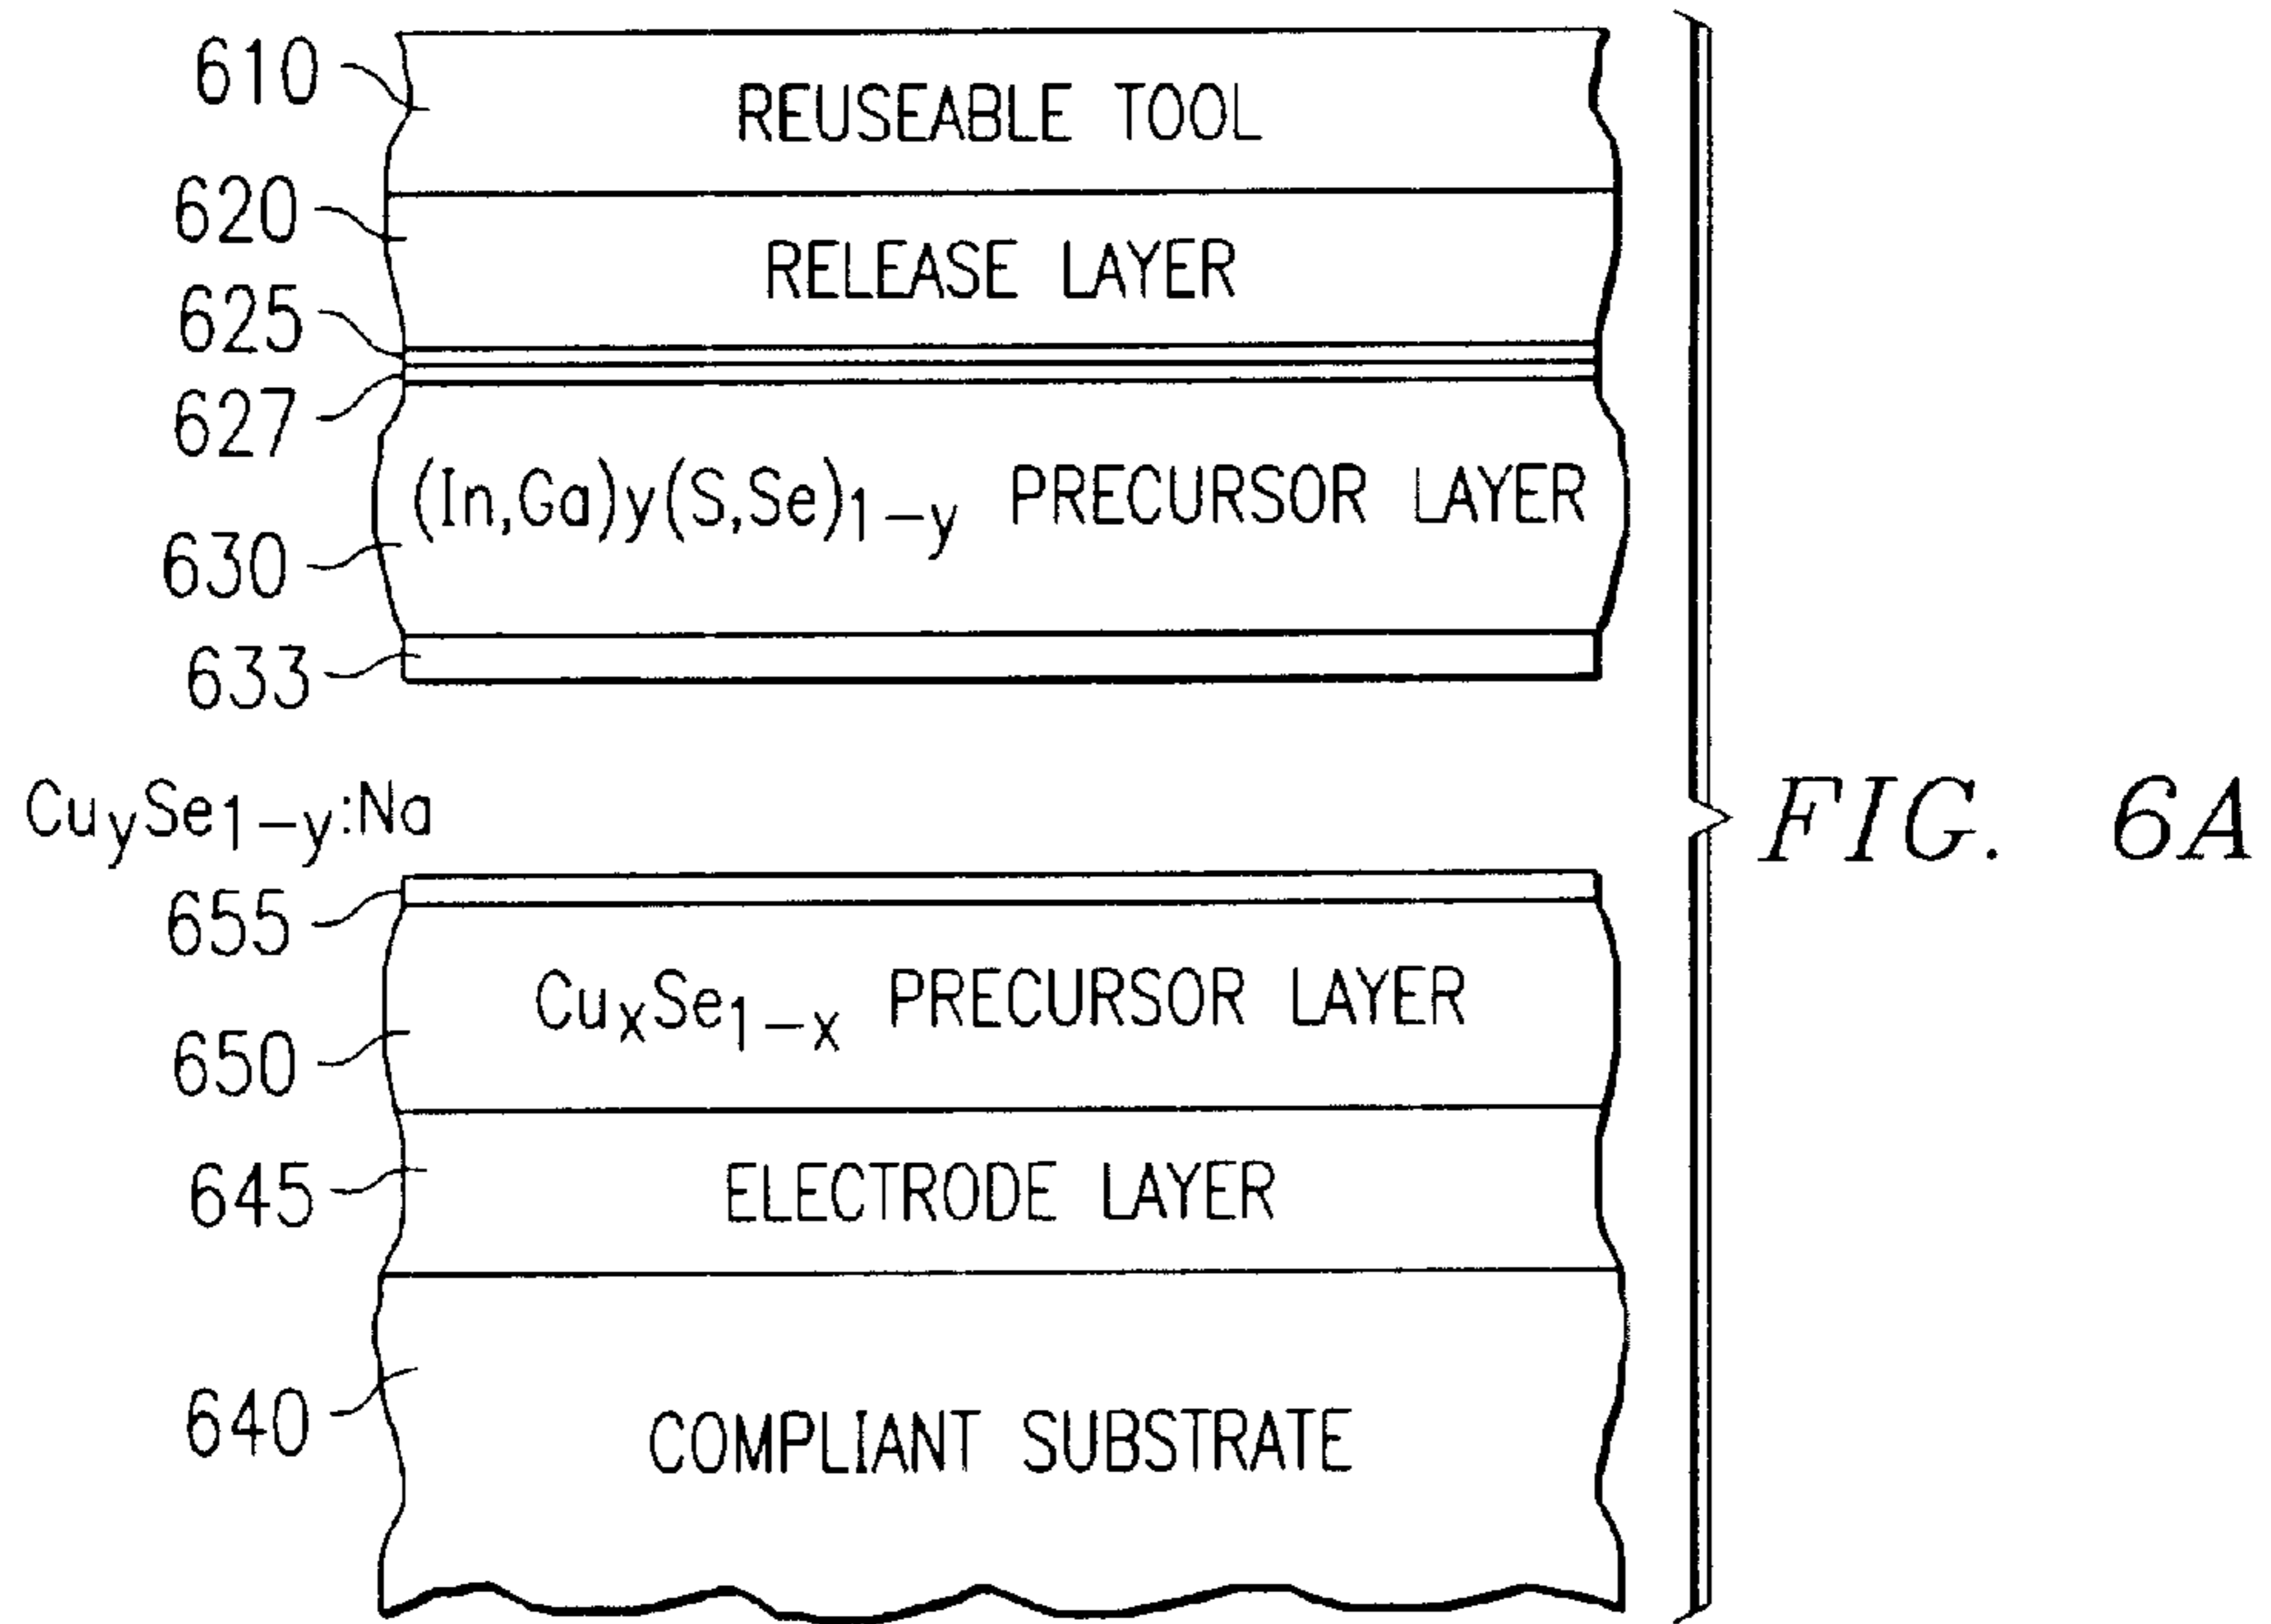 610
REUSEABLE TOOL
620
RELEASE LAYER
625
627
(In,Ga)y(S,Se)1-y PRECURSOR LAYER
630
633
CuySe1-y:Na
FIG. 6A
655
CuxSe1-x PRECURSOR LAYER
650
645
ELECTRODE LAYER
640
COMPLIANT SUBSTRATE